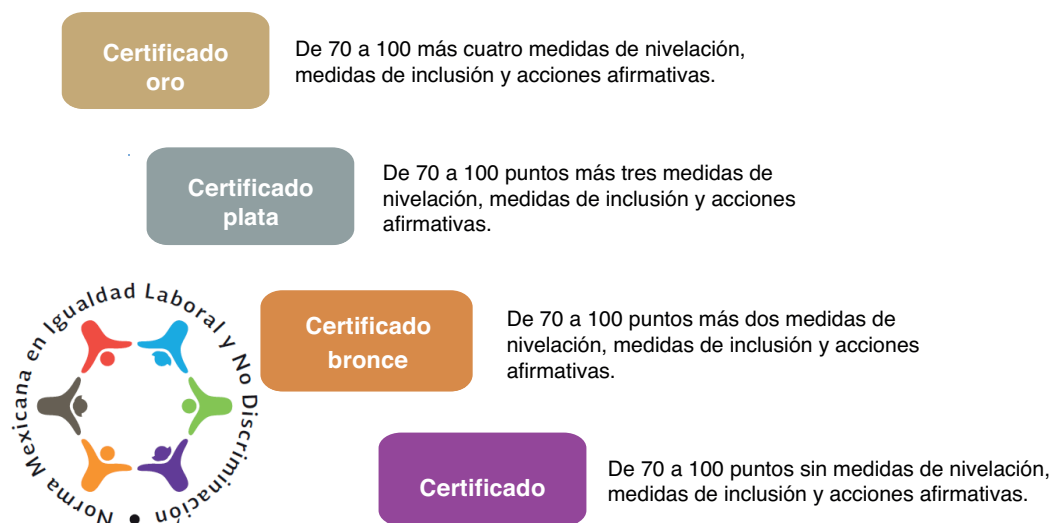 Certificado
oro
De 70 a 100 más cuatro medidas de nivelación,
medidas de inclusión y acciones afirmativas.
Certificado
plata
De 70 a 100 puntos más tres medidas de
nivelación, medidas de inclusión y acciones
afirmativas.
Norma Mexicana en Igualdad Laboral y No Discriminación •
Certificado
bronce
De 70 a 100 puntos más dos medidas de
nivelación, medidas de inclusión y acciones
afirmativas.
Certificado
De 70 a 100 puntos sin medidas de nivelación,
medidas de inclusión y acciones afirmativas.